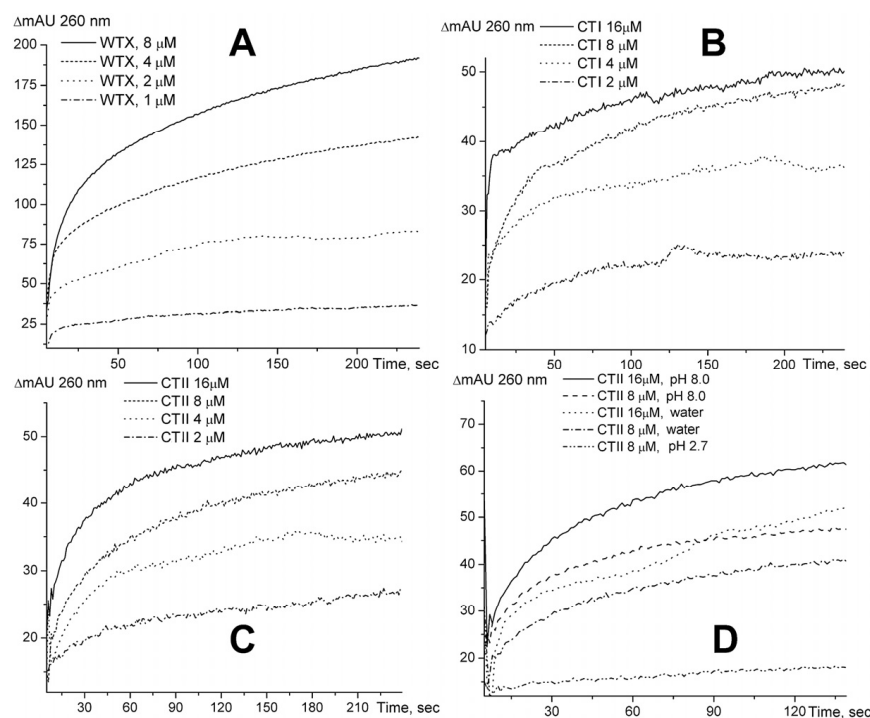 ΔmAU 260 nm
WTX, 8 μM
WTX, 4 μM
WTX, 2 μM
WTX, 1 μM
A
200
175
150
125
100
75
50
25
50
100
150
200
Time, sec
ΔmAU 260 nm
CTI 16μM
CTI 8 μM
CTI 4 μM
CTI 2 μM
B
50
40
30
20
10
50
100
150
200
Time, sec
ΔmAU 260 nm
CTII 16μM
CTII 8 μM
CTII 4 μM
CTII 2 μM
C
50
40
30
20
30
60
90
120
150
180
210
Time, sec
ΔmAU 260 nm
CTII 16μM, pH 8.0
CTII 8 μM, pH 8.0
CTII 16μM, water
CTII 8 μM, water
CTII 8 μM, pH 2.7
D
70
60
50
40
30
20
30
60
90
120
Time, sec